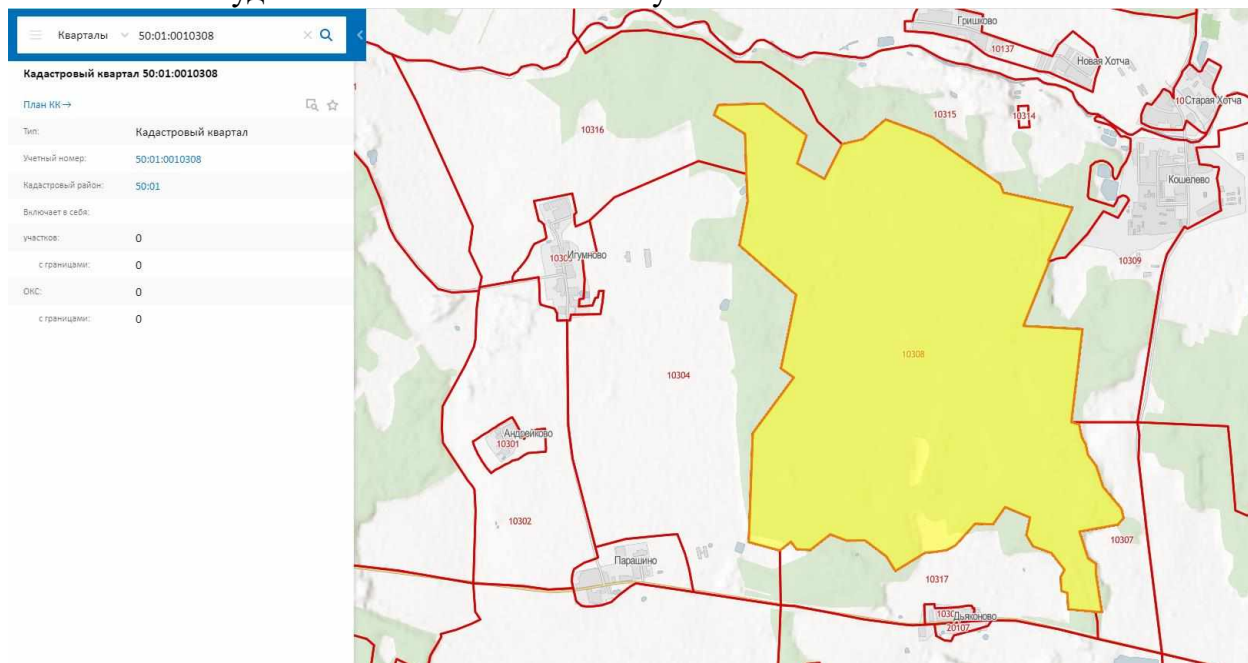 Кварталы 50:01:0010308
Кадастровый квартал 50:01:0010308
План КК→
Тип: Кадастровый квартал
Учетный номер: 50:01:0010308
Кадастровый район: 50:01
Включает в себя:
участков: 0
с границами: 0
ОКС: 0
с границами: 0
Гришково
10137
Новая Хотча
Старая Хотча
10316
10315
10314
Кошелево
Игумново
10309
10308
10304
Андрейково
10301
10302
10307
Парашино
10317
Дьяконово
20107